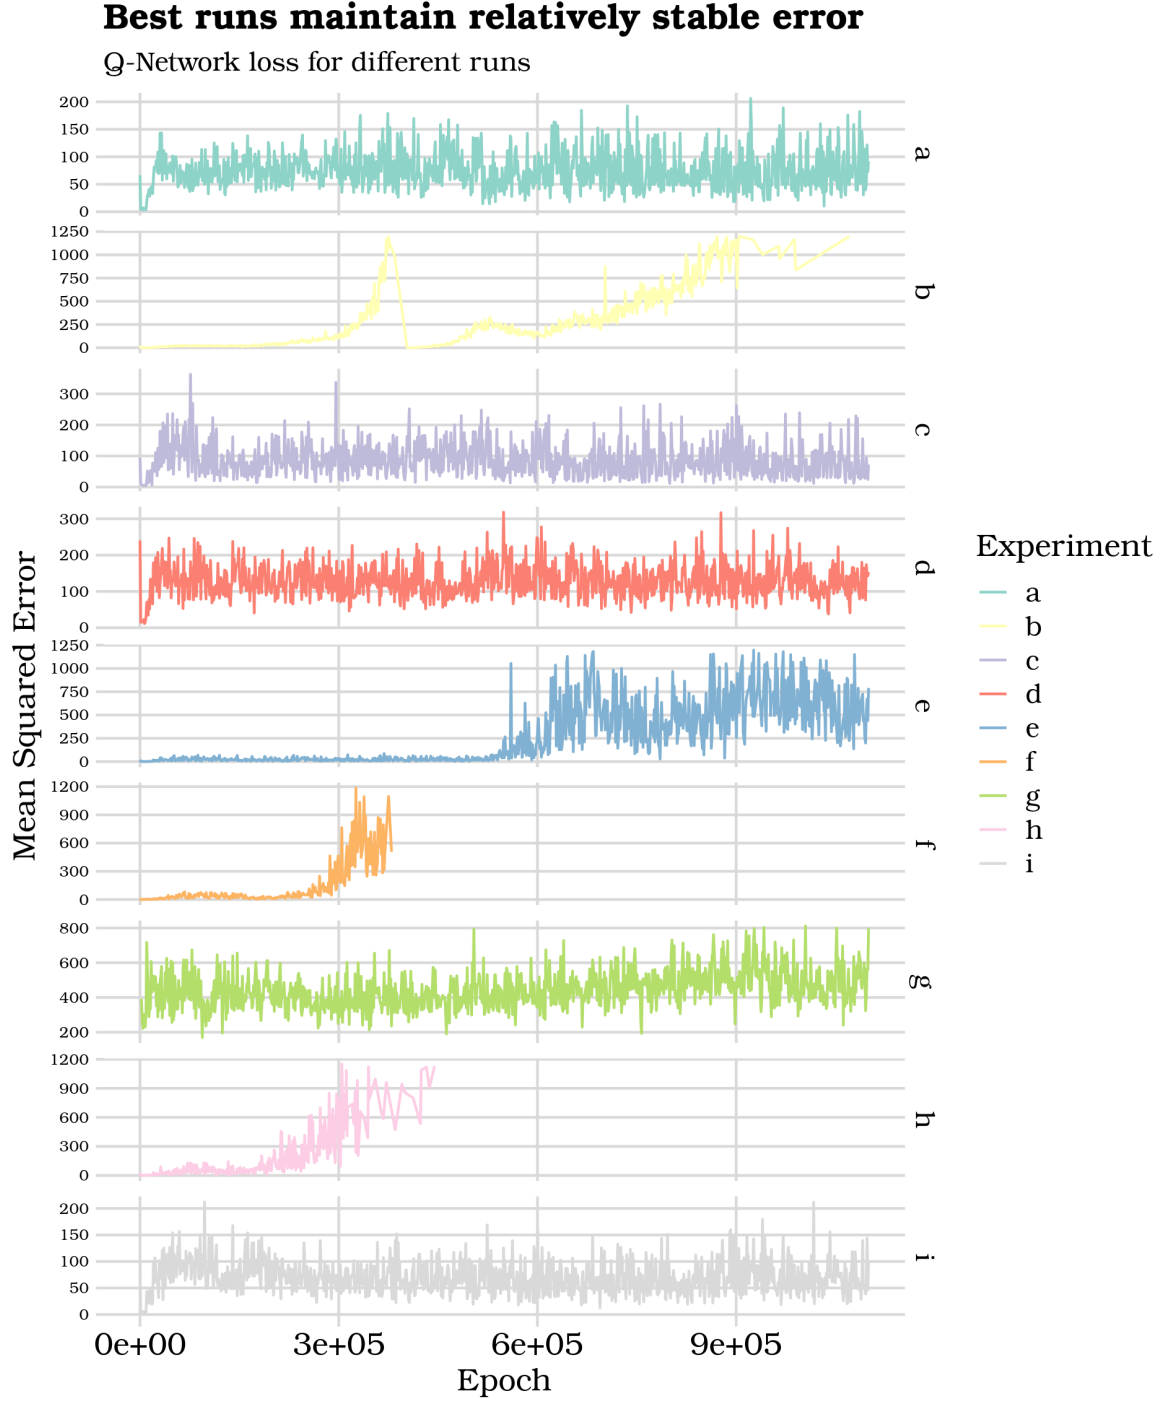 Best runs maintain relatively stable error
Q-Network loss for different runs
200
150
100
50
0
a
1250
1000
750
500
250
0
b
300
200
100
0
c
300
200
100
0
d
1250
1000
750
500
250
0
e
1200
900
600
300
0
f
800
600
400
200
g
1200
900
600
300
0
h
200
150
100
50
0
i
0e+00 3e+05 6e+05 9e+05
Epoch
Mean Squared Error
Experiment
a
b
c
d
e
f
g
h
i